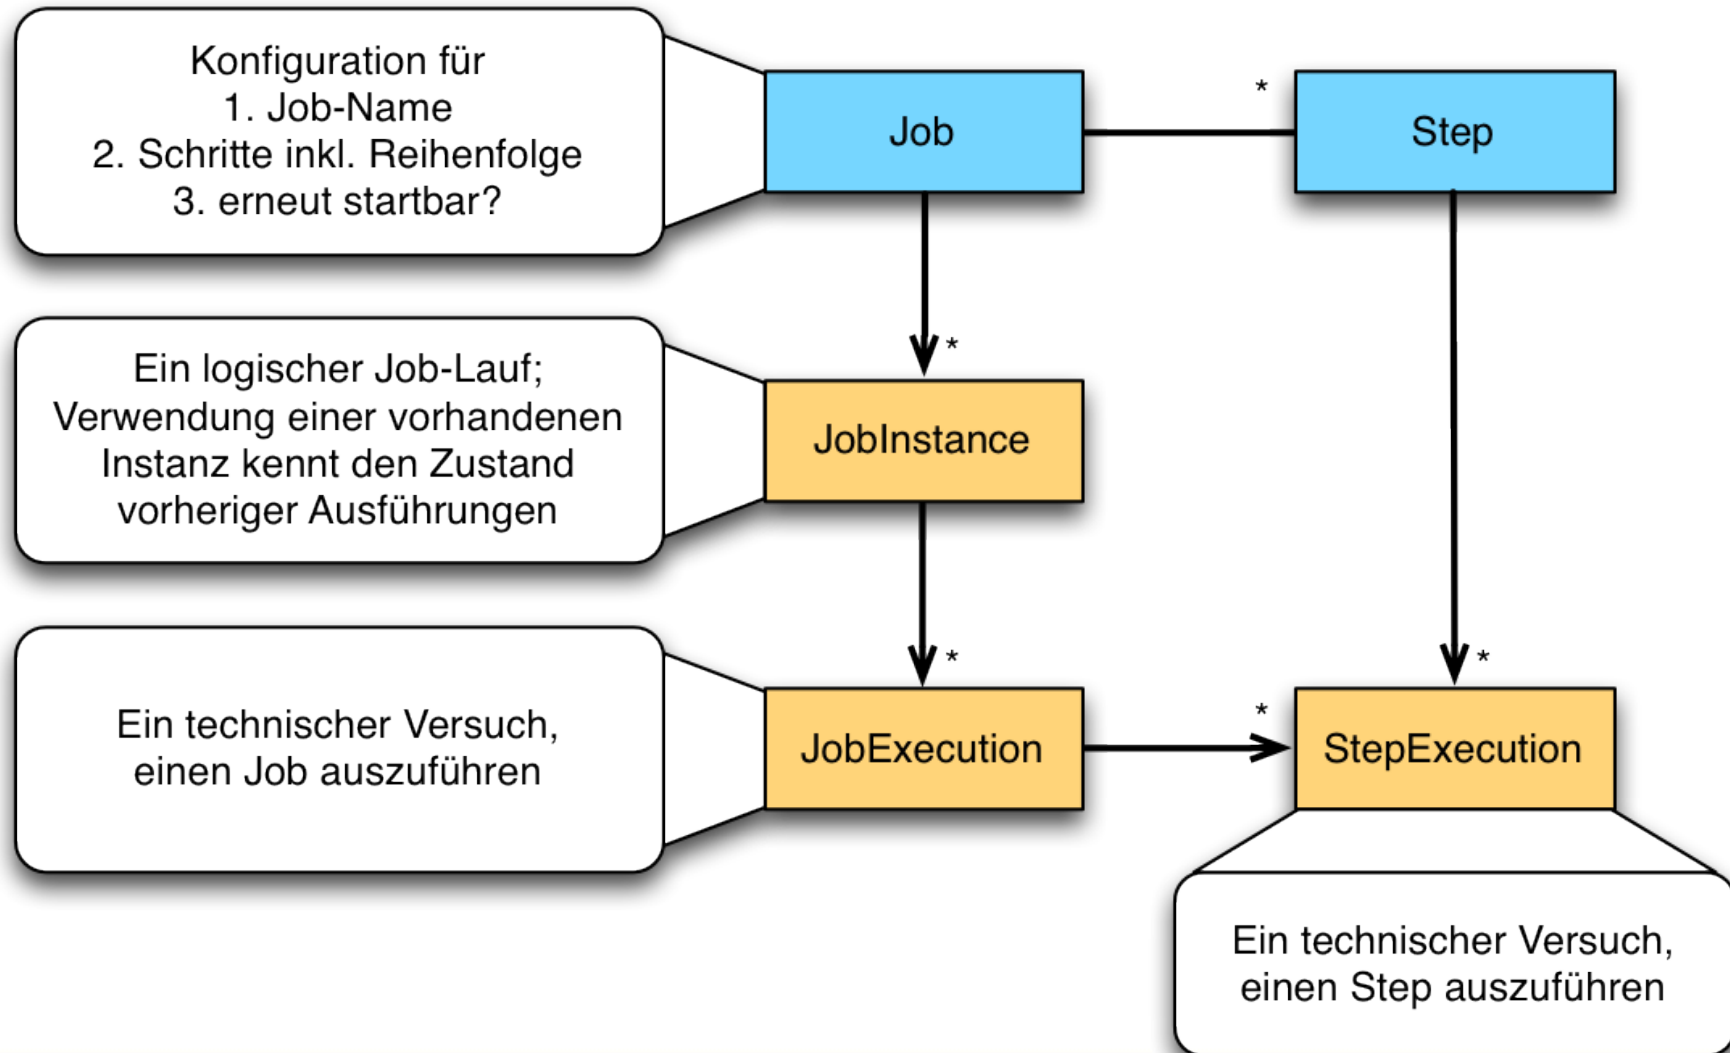 Konfiguration für
1. Job-Name
2. Schritte inkl. Reihenfolge
3. erneut startbar?
Job
*
Step
Ein logischer Job-Lauf;
Verwendung einer vorhandenen
Instanz kennt den Zustand
vorheriger Ausführungen
*
JobInstance
Ein technischer Versuch,
einen Job auszuführen
*
JobExecution
*
*
StepExecution
Ein technischer Versuch,
einen Step auszuführen